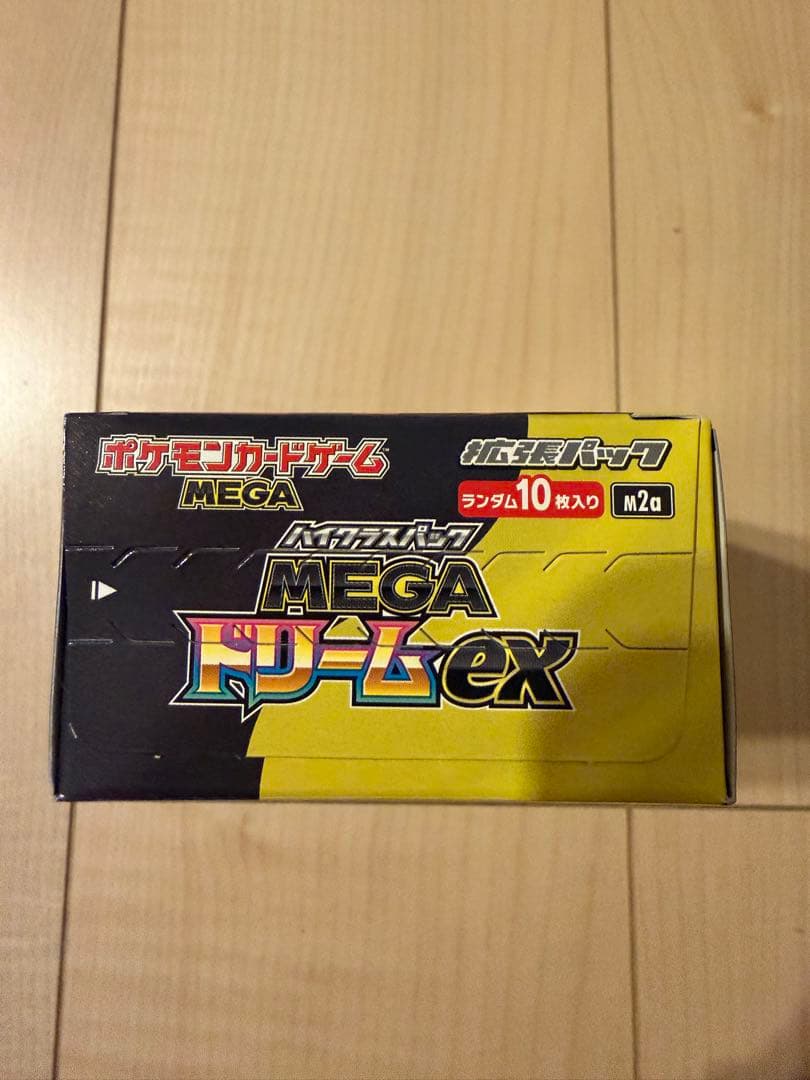 ポケモンカードゲーム™
MEGA
拡張パック
ランダム10枚入り M2a
ハイクラスパック
MEGA
ドリームex